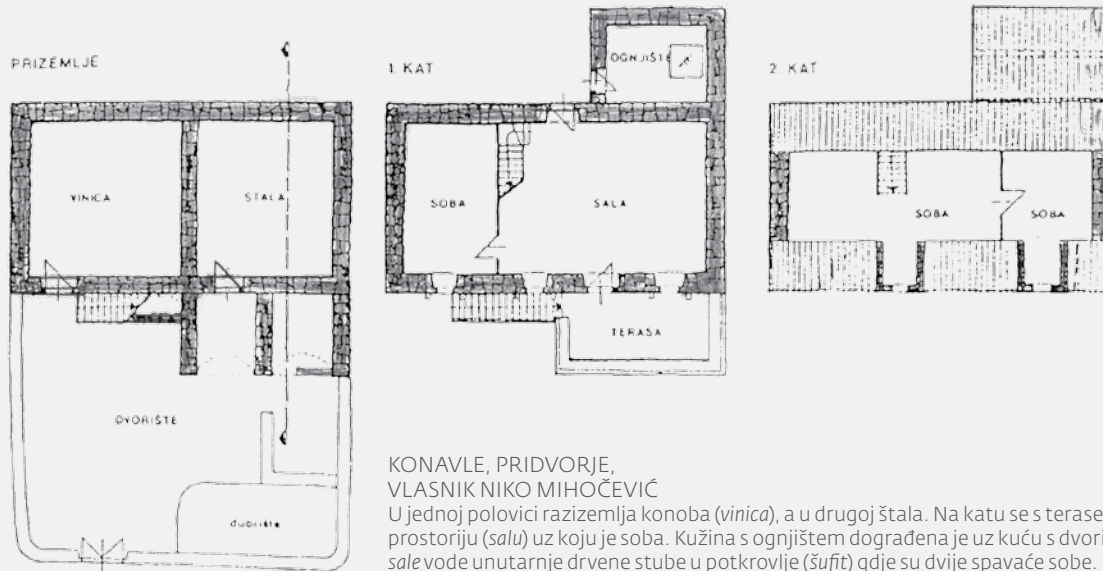 PRIZEMLJE
VINICA
ŠTALA
DVORIŠTE
đubrište
1. KAT
OGNJIŠTE
SOBA
SALA
TERASA
2. KAT
SOBA
SOBA
KONAVLE, PRIDVORJE,
VLASNIK NIKO MIHOČEVIĆ
U jednoj polovici razizemlja konoba (vinica), a u drugoj štala. Na katu se s terase
prostoriju (salu) uz koju je soba. Kužina s ognjištem dograđena je uz kuću s dvori
sale vode unutarnje drvene stube u potkrovlje (šufit) gdje su dvije spavaće sobe.